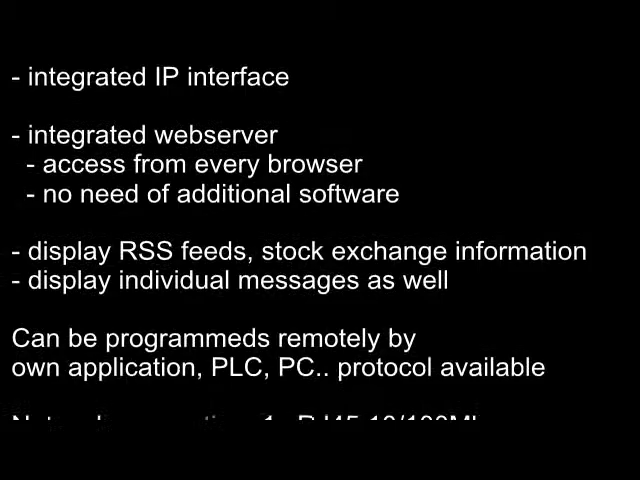 - integrated IP interface
- integrated webserver
- access from every browser
- no need of additional software
- display RSS feeds, stock exchange information
- display individual messages as well
Can be programmeds remotely by
own application, PLC, PC.. protocol available